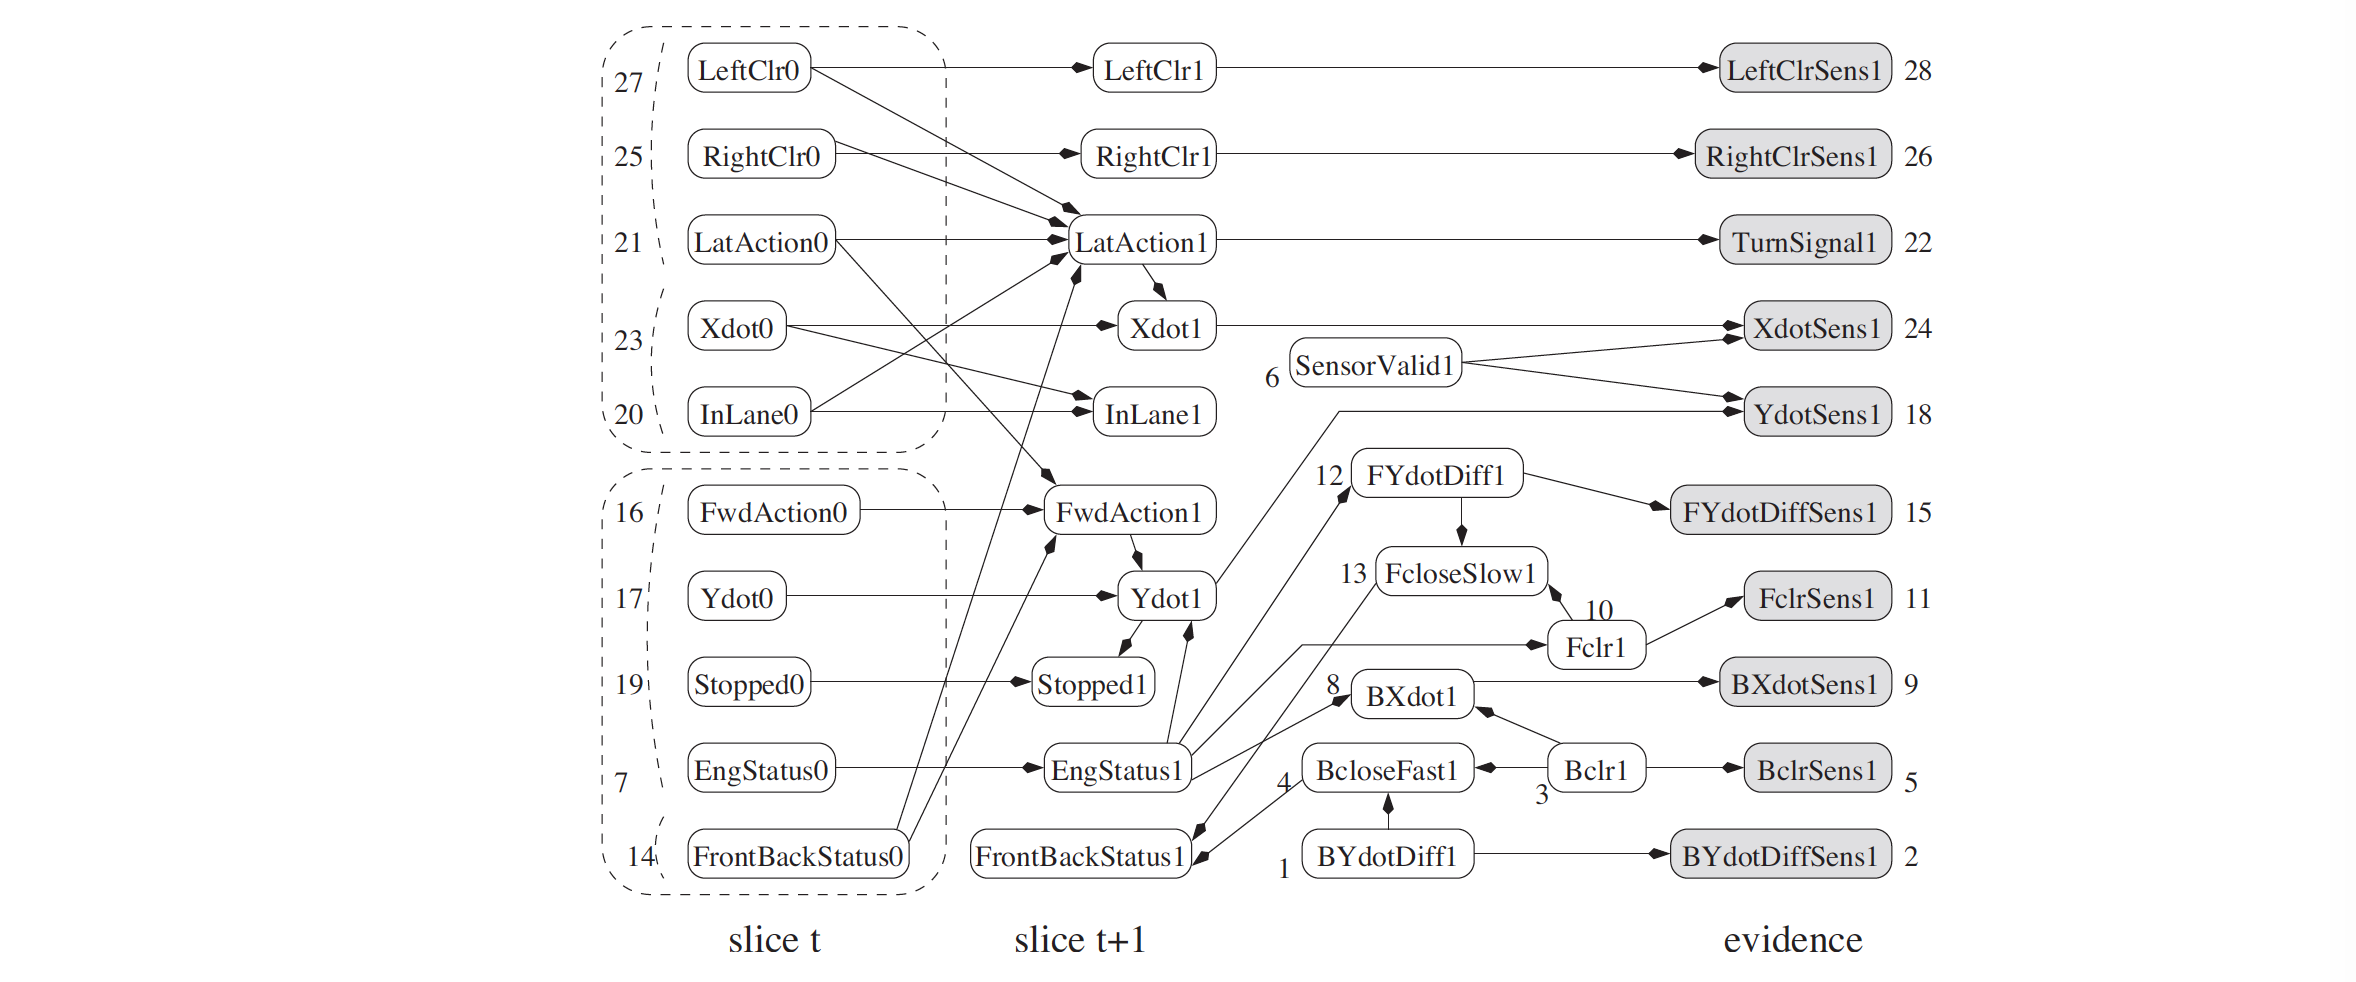 27 LeftClr0 LeftClr1 LeftClrSens1 28
25 RightClr0 RightClr1 RightClrSens1 26
21 LatAction0 LatAction1 TurnSignal1 22
23 Xdot0 Xdot1 XdotSens1 24
6 SensorValid1
20 InLane0 InLane1 YdotSens1 18
12 FYdotDiff1
16 FwdAction0 FwdAction1 FYdotDiffSens1 15
13 FcloseSlow1
17 Ydot0 Ydot1 10 FclrSens1 11
Fclr1
19 Stopped0 Stopped1 8 BXdot1 BXdotSens1 9
7 EngStatus0 EngStatus1 4 BcloseFast1 3 Bclr1 BclrSens1 5
14 FrontBackStatus0 FrontBackStatus1 1 BYdotDiff1 BYdotDiffSens1 2
slice t slice t+1 evidence